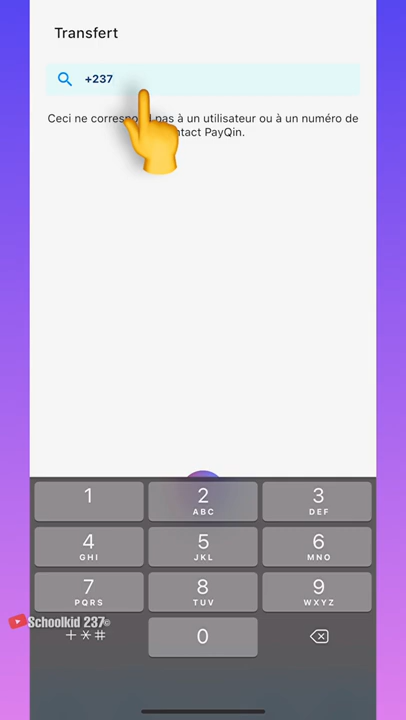 Transfert
+237
Ceci ne correspond pas à un utilisateur ou à un numéro de
contact PayQin.
1
2
ABC
3
DEF
4
GHI
5
JKL
6
MNO
7
PQRS
8
TUV
9
WXYZ
Schoolkid 237©
+*#
0